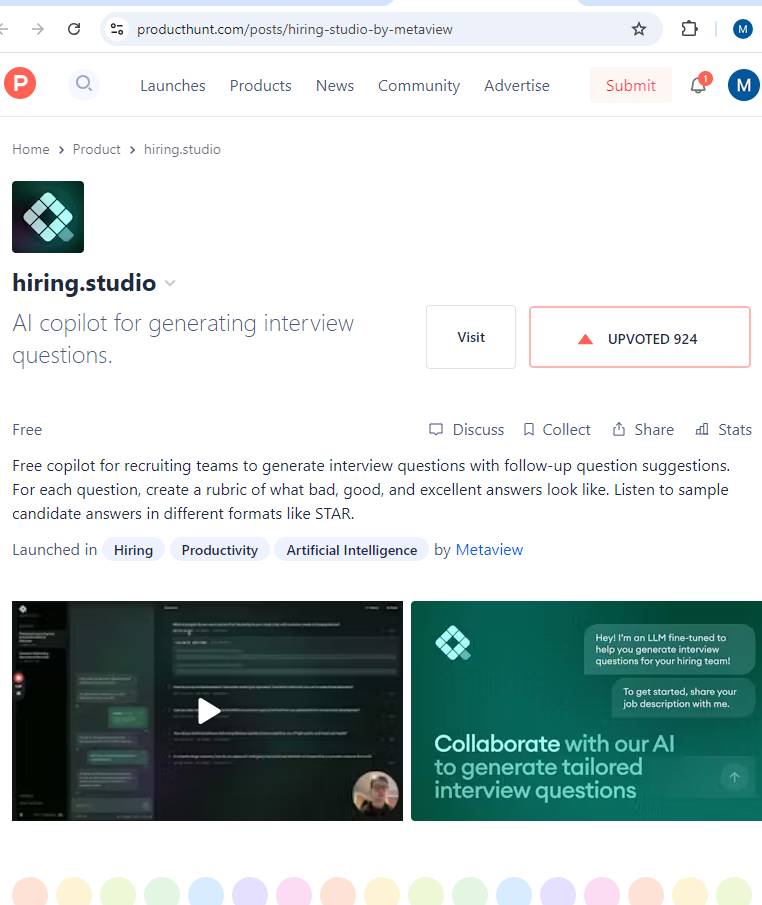 producthunt.com/posts/hiring-studio-by-metaview
M
P
Launches Products News Community Advertise Submit 1 M
Home > Product > hiring.studio
hiring.studio
AI copilot for generating interview
questions.
Visit
UPVOTED 924
Free
Discuss Collect Share Stats
Free copilot for recruiting teams to generate interview questions with follow-up question suggestions.
For each question, create a rubric of what bad, good, and excellent answers look like. Listen to sample
candidate answers in different formats like STAR.
Launched in Hiring Productivity Artificial Intelligence by Metaview
Hey! I'm an LLM fine-tuned to
help you generate interview
questions for your hiring team!
To get started, share your
job description with me.
Collaborate with our AI
to generate tailored
interview questions